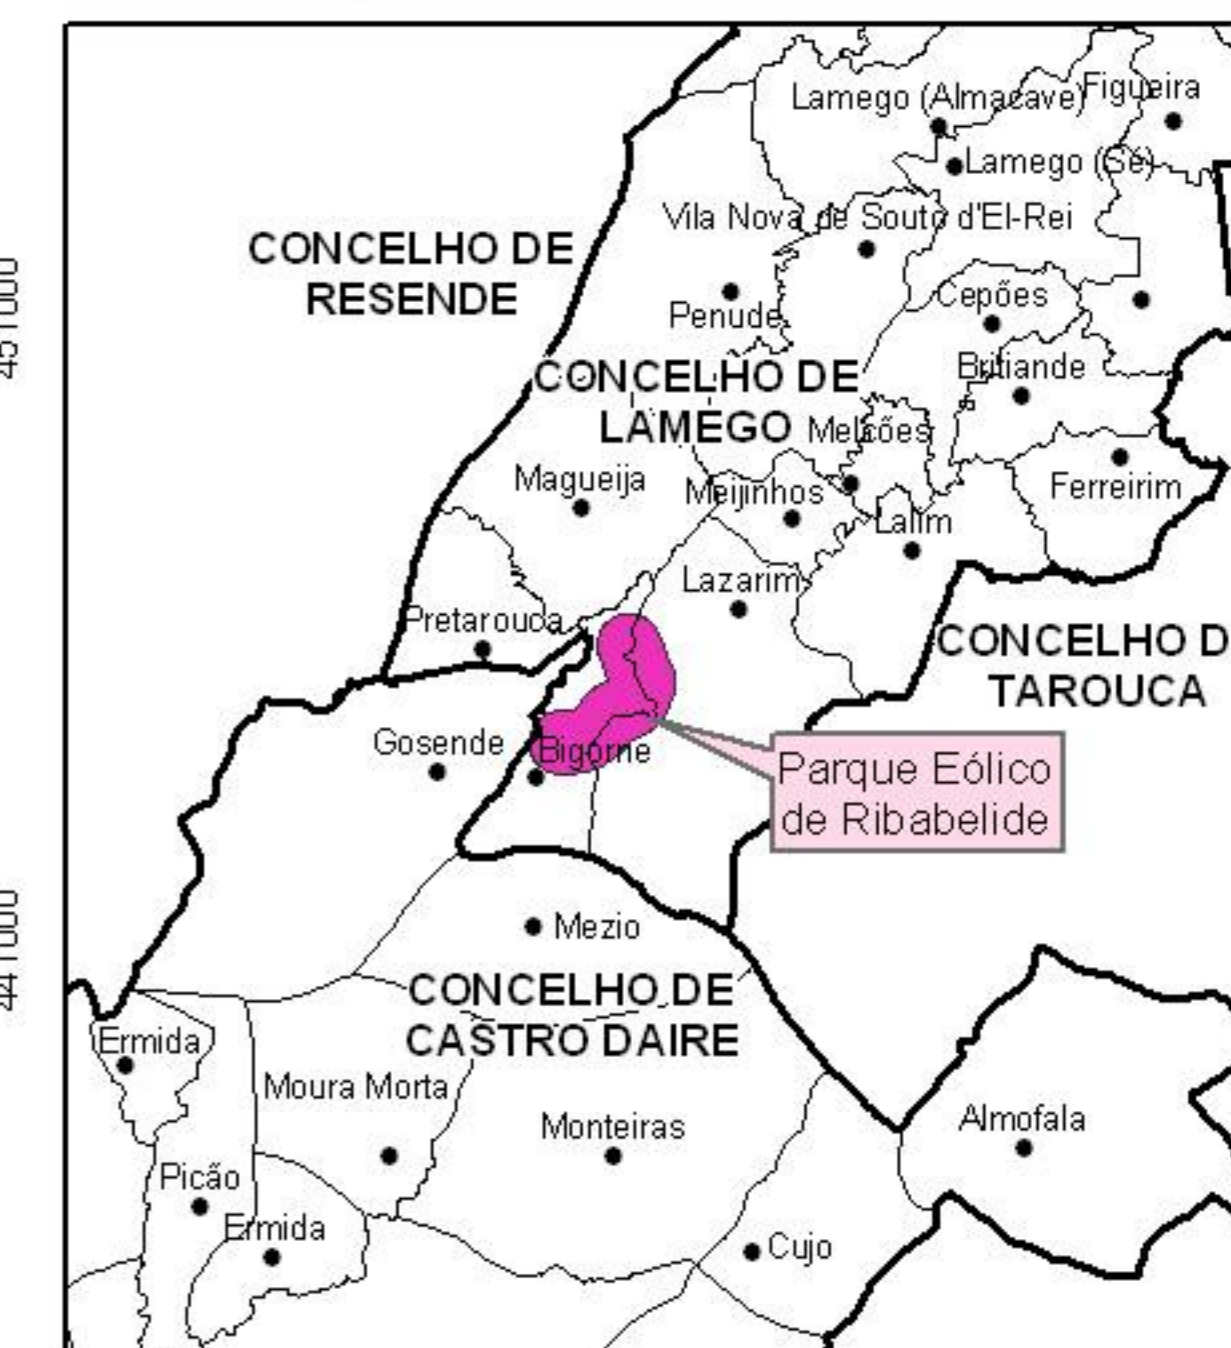 Lamego (Almacave)
Figueira
Lamego (Sé)
Vila Nova de Souto d'El-Rei
CONCELHO DE
RESENDE
451000
Cepões
Penude
Britiande
CONCELHO DE
LAMEGO
Melcões
Magueija
Meijinhos
Ferreirim
Lalim
Lazarim
Pretarouca
CONCELHO D
TAROUCA
Gosende
Bigorne
Parque Eólico
de Ribabelide
441000
Mezio
CONCELHO DE
CASTRO DAIRE
Ermida
Moura Morta
Monteiras
Almofala
Picão
Ermida
Cujo